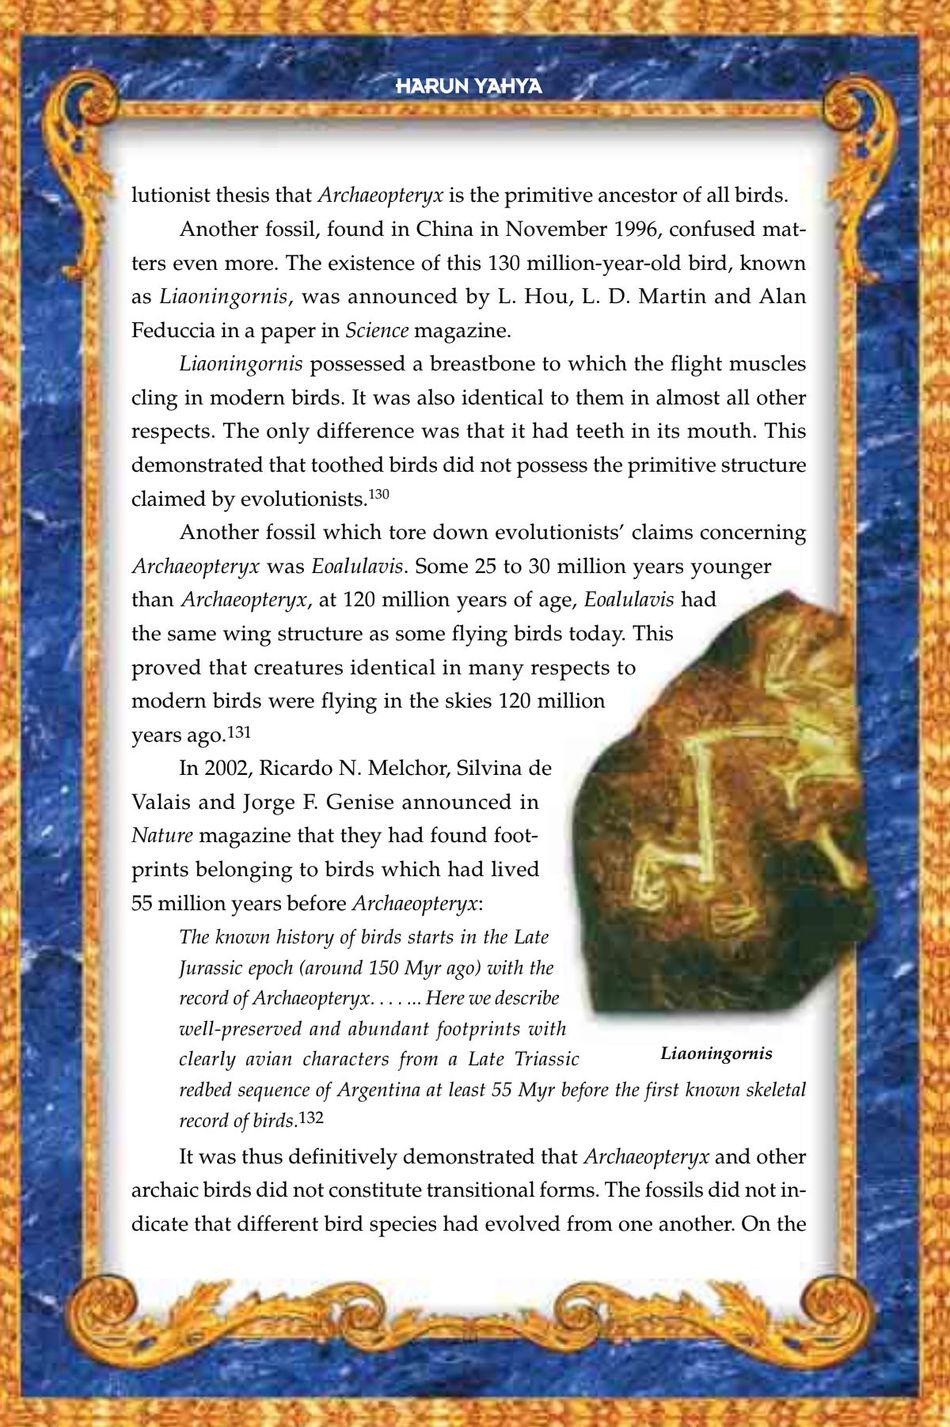 HARUN YAHYA
lutionist thesis that Archaeopteryx is the primitive ancestor of all birds.
Another fossil, found in China in November 1996, confused mat-
ters even more. The existence of this 130 million-year-old bird, known
as Liaoningornis, was announced by L. Hou, L. D. Martin and Alan
Feduccia in a paper in Science magazine.
Liaoningornis possessed a breastbone to which the flight muscles
cling in modern birds. It was also identical to them in almost all other
respects. The only difference was that it had teeth in its mouth. This
demonstrated that toothed birds did not possess the primitive structure
claimed by evolutionists.130
Another fossil which tore down evolutionists’ claims concerning
Archaeopteryx was Eoalulavis. Some 25 to 30 million years younger
than Archaeopteryx, at 120 million years of age, Eoalulavis had
the same wing structure as some flying birds today. This
proved that creatures identical in many respects to
modern birds were flying in the skies 120 million
years ago.131
In 2002, Ricardo N. Melchor, Silvina de
Valais and Jorge F. Genise announced in
Nature magazine that they had found foot-
prints belonging to birds which had lived
55 million years before Archaeopteryx:
The known history of birds starts in the Late
Jurassic epoch (around 150 Myr ago) with the
record of Archaeopteryx. . . . ... Here we describe
well-preserved and abundant footprints with
clearly avian characters from a Late Triassic
redbed sequence of Argentina at least 55 Myr before the first known skeletal
record of birds.132
Liaoningornis
It was thus definitively demonstrated that Archaeopteryx and other
archaic birds did not constitute transitional forms. The fossils did not in-
dicate that different bird species had evolved from one another. On the